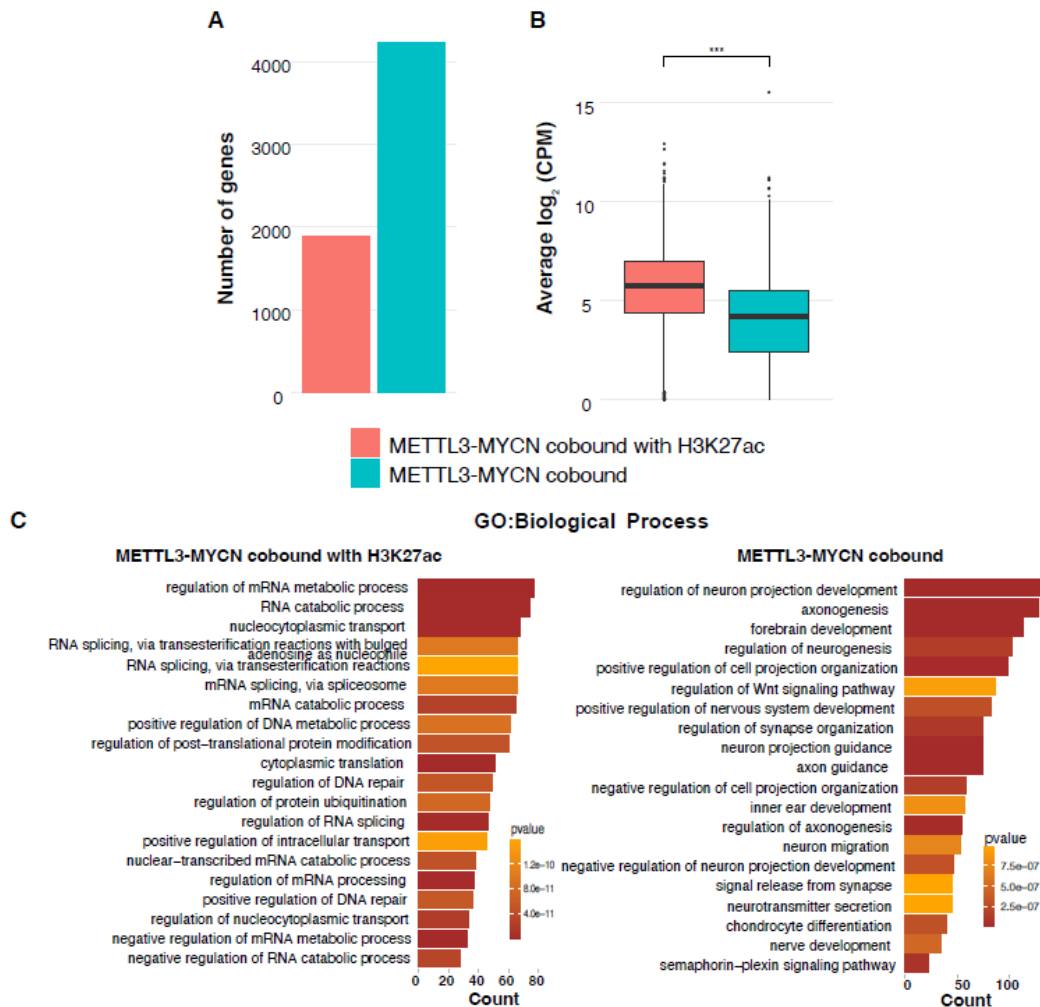 A
Number of genes
4000
3000
2000
1000
0
B
***
Average log2 (CPM)
15
10
5
0
METTL3-MYCN cobound with H3K27ac
METTL3-MYCN cobound
C
GO:Biological Process
METTL3-MYCN cobound with H3K27ac
regulation of mRNA metabolic process
RNA catabolic process
nucleocytoplasmic transport
RNA splicing, via transesterification reactions with bulged
adenosine as nucleophile
RNA splicing, via transesterification reactions
mRNA splicing, via spliceosome
mRNA catabolic process
positive regulation of DNA metabolic process
regulation of post-translational protein modification
cytoplasmic translation
regulation of DNA repair
regulation of protein ubiquitination
regulation of RNA splicing
positive regulation of intracellular transport
nuclear-transcribed mRNA catabolic process
regulation of mRNA processing
positive regulation of DNA repair
regulation of nucleocytoplasmic transport
negative regulation of mRNA metabolic process
negative regulation of RNA catabolic process
pvalue
1.2e-10
8.0e-11
4.0e-11
0 20 40 60 80
Count
METTL3-MYCN cobound
regulation of neuron projection development
axonogenesis
forebrain development
regulation of neurogenesis
positive regulation of cell projection organization
regulation of Wnt signaling pathway
positive regulation of nervous system development
regulation of synapse organization
neuron projection guidance
axon guidance
negative regulation of cell projection organization
inner ear development
regulation of axonogenesis
neuron migration
negative regulation of neuron projection development
signal release from synapse
neurotransmitter secretion
chondrocyte differentiation
nerve development
semaphorin-plexin signaling pathway
pvalue
7.5e-07
5.0e-07
2.5e-07
0 50 100
Count